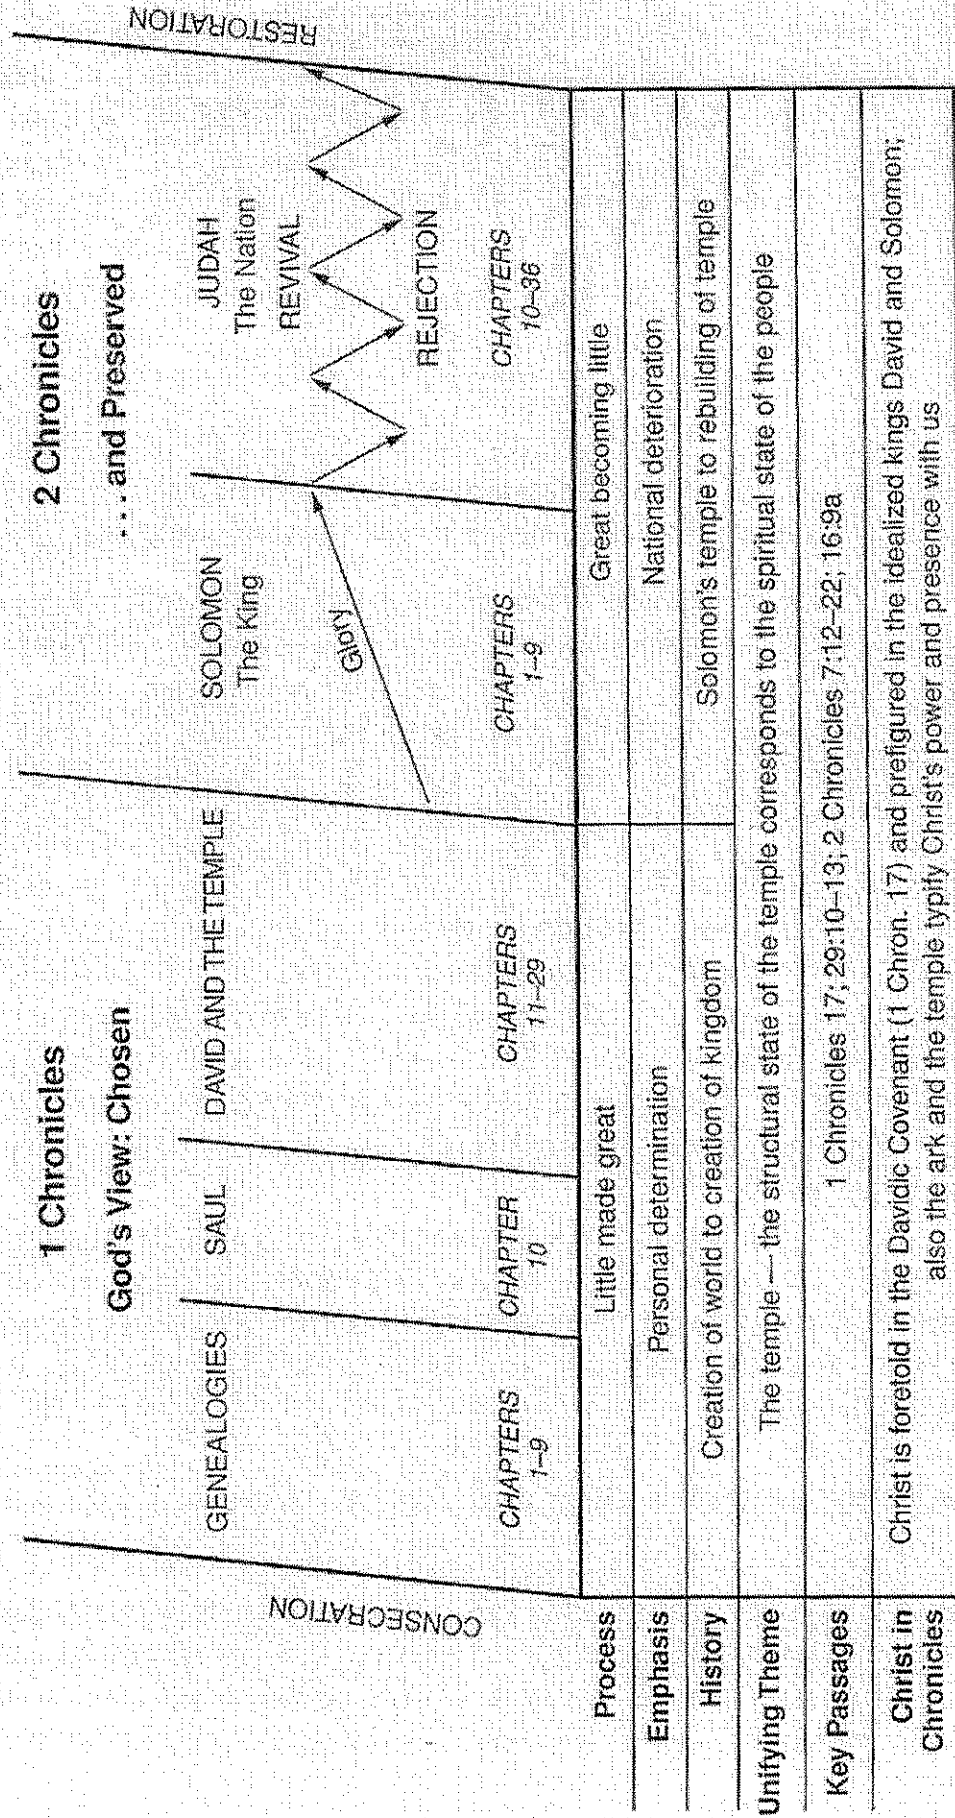 1 Chronicles
God's View: Chosen
2 Chronicles
. . . and Preserved
CONSECRATION
GENEALOGIES
SAUL
DAVID AND THE TEMPLE
SOLOMON
The King
Glory
JUDAH
The Nation
REVIVAL
REJECTION
RESTORATION
CHAPTERS
1–9
CHAPTER
10
CHAPTERS
11–29
CHAPTERS
1–9
CHAPTERS
10–36
Process
Little made great
Great becoming little
Emphasis
Personal determination
National deterioration
History
Creation of world to creation of kingdom
Solomon's temple to rebuilding of temple
Unifying Theme
The temple — the structural state of the temple corresponds to the spiritual state of the people
Key Passages
1 Chronicles 17; 29:10–13; 2 Chronicles 7:12–22; 16:9a
Christ in
Chronicles
Christ is foretold in the Davidic Covenant (1 Chron. 17) and prefigured in the idealized kings David and Solomon;
also the ark and the temple typify Christ's power and presence with us